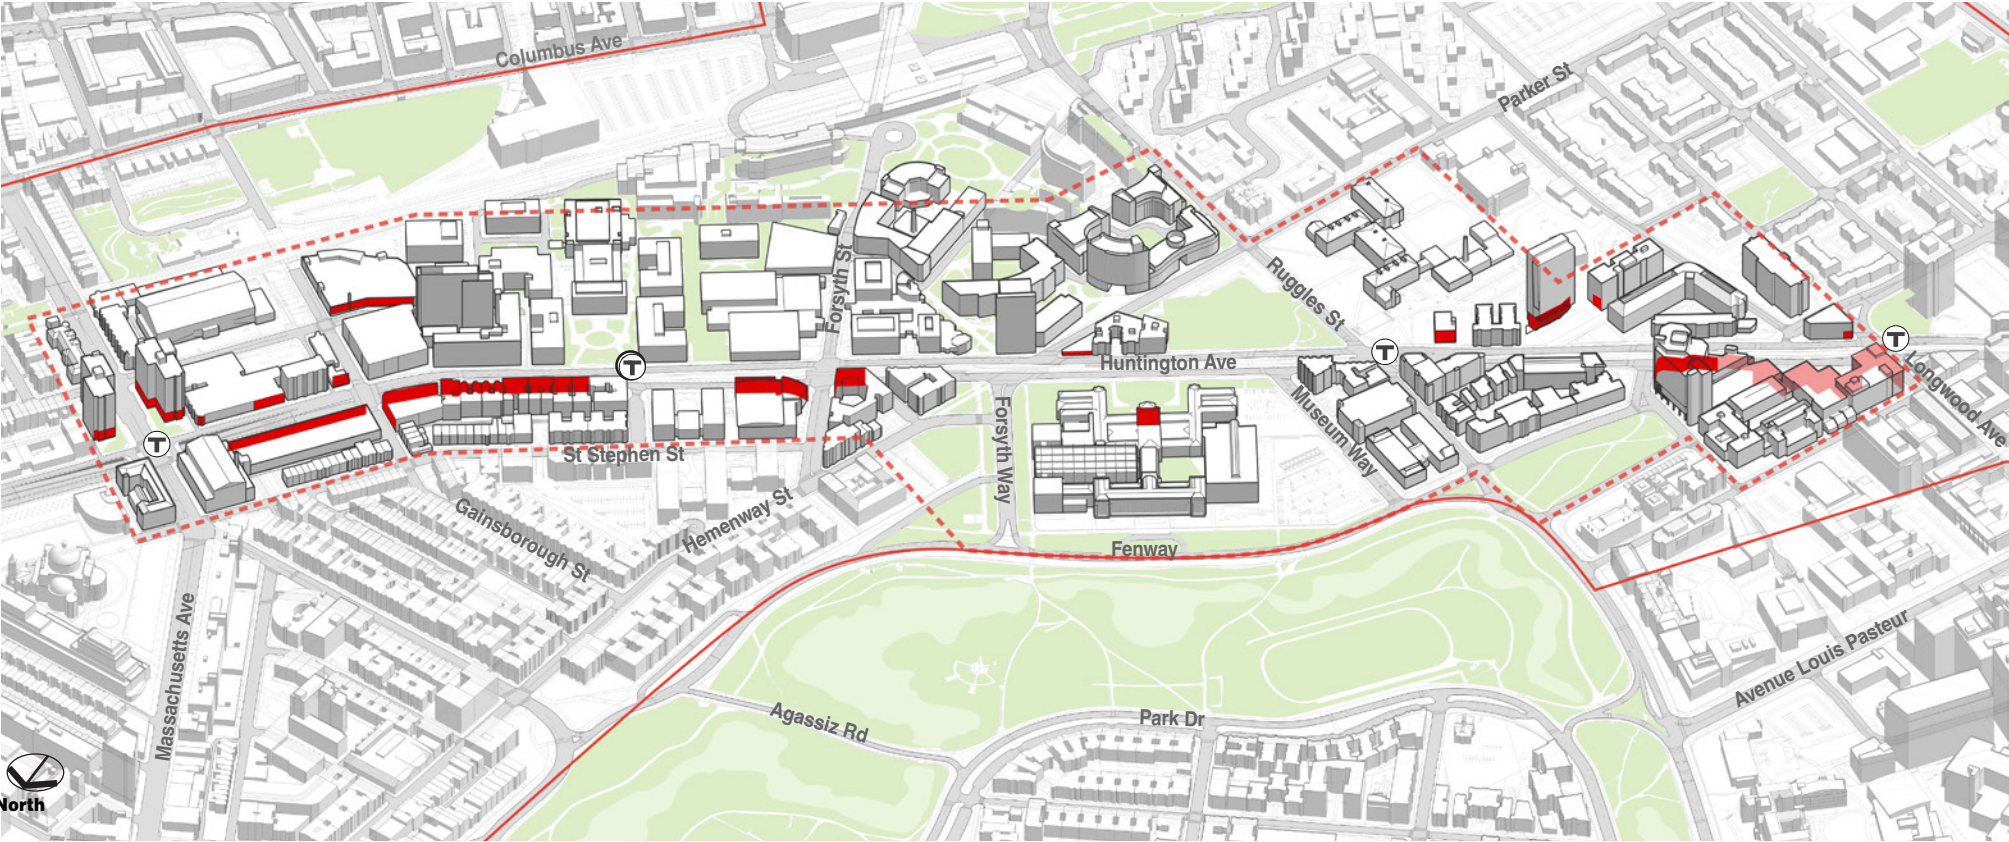 Columbus Ave
Parker St
Forsyth St
Ruggles St
T
Huntington Ave
T
T
Longwood Ave
T
Forsyth Way
Museum Way
St Stephen St
Gainsborough St
Hemenway St
Fenway
Massachusetts Ave
Avenue Louis Pasteur
Agassiz Rd
Park Dr
North